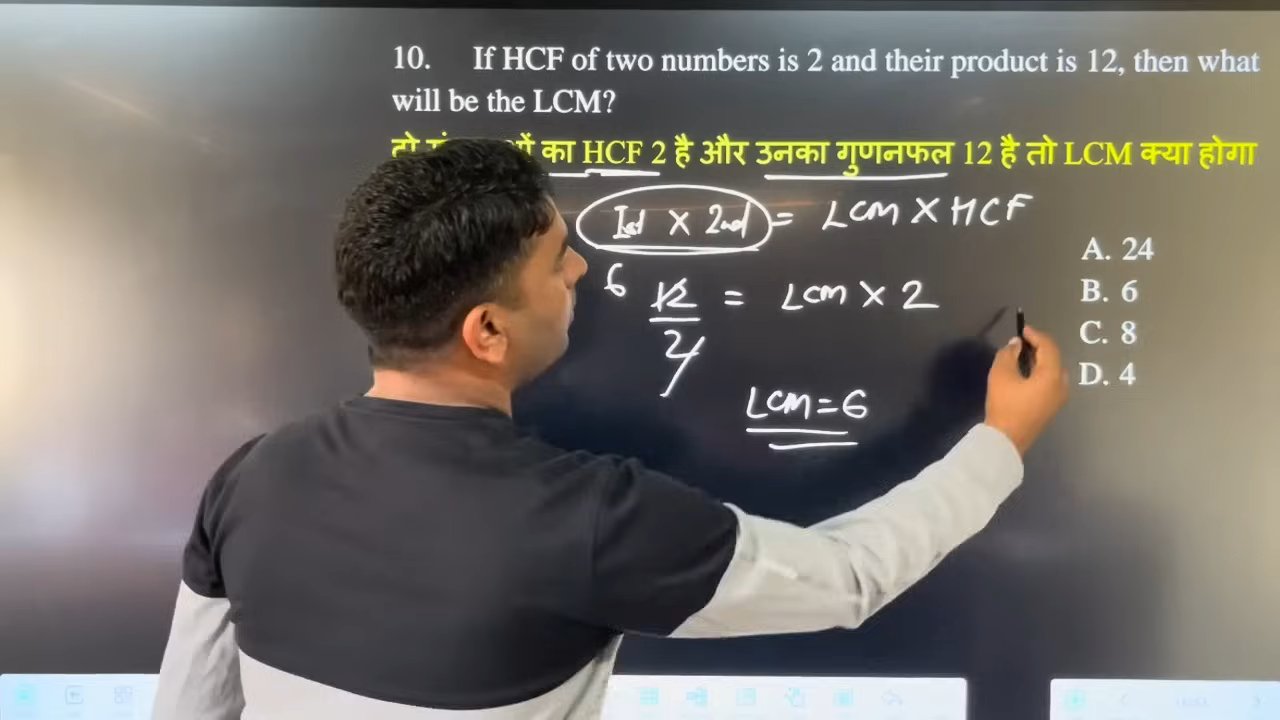 10. If HCF of two numbers is 2 and their product is 12, then what
will be the LCM?
का HCF 2 है और उनका गुणनफल 12 है तो LCM क्या होगा
Ist X 2nd = LCM X HCF
6 12 = LCM X 2
2
LCM = 6
A. 24
B. 6
C. 8
D. 4